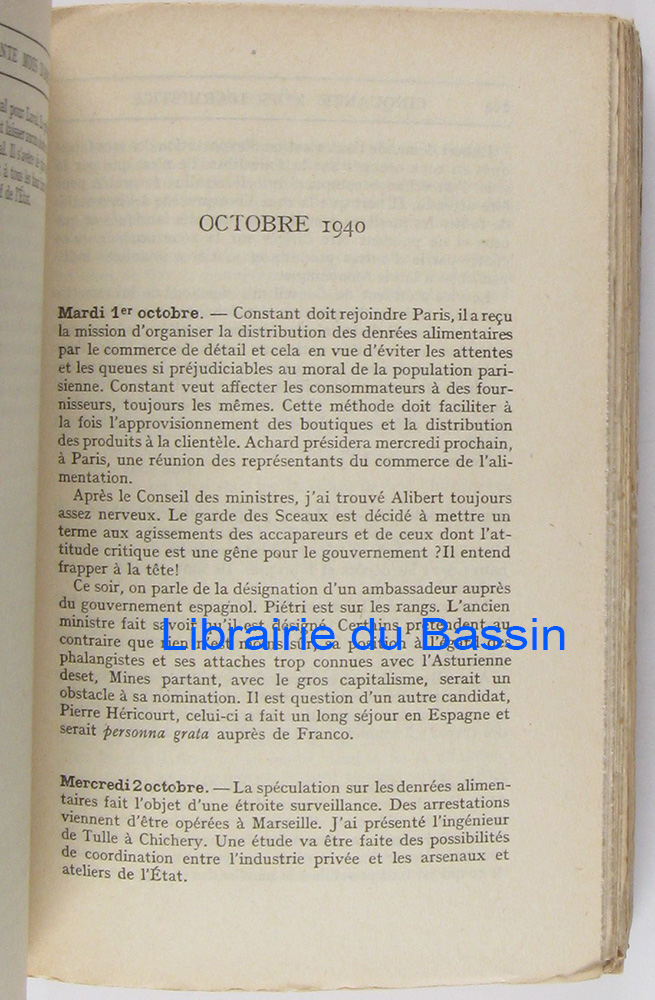 OCTOBRE 1940
Mardi 1er octobre. — Constant doit rejoindre Paris, il a reçu
la mission d'organiser la distribution des denrées alimentaires
par le commerce de détail et cela en vue d'éviter les attentes
et les queues si préjudiciables au moral de la population pari-
sienne. Constant veut affecter les consommateurs à des four-
nisseurs, toujours les mêmes. Cette méthode doit faciliter à
la fois l'approvisionnement des boutiques et la distribution
des produits à la clientèle. Achard présidera mercredi prochain,
à Paris, une réunion des représentants du commerce de l'ali-
mentation.
Après le Conseil des ministres, j'ai trouvé Alibert toujours
assez nerveux. Le garde des Sceaux est décidé à mettre un
terme aux agissements des accapareurs et de ceux dont l'at-
titude critique est une gêne pour le gouvernement ?Il entend
frapper à la tête!
Ce soir, on parle de la désignation d'un ambassadeur auprès
du gouvernement espagnol. Piétri est sur les rangs. L'ancien
ministre fait savoir qu'il est désigné. Certains prétendent au
Librairie du Bassin
contraire que rien n'est moins sûr, sa position à l'égard des
phalangistes et ses attaches trop connues avec l'Asturienne
deset, Mines partant, avec le gros capitalisme, serait un
obstacle à sa nomination. Il est question d'un autre candidat,
Pierre Héricourt, celui-ci a fait un long séjour en Espagne et
serait personna grata auprès de Franco.
Mercredi 2 octobre. — La spéculation sur les denrées alimen-
taires fait l'objet d'une étroite surveillance. Des arrestations
viennent d'être opérées à Marseille. J'ai présenté l'ingénieur
de Tulle à Chichery. Une étude va être faite des possibilités
de coordination entre l'industrie privée et les arsenaux et
ateliers de l'État.